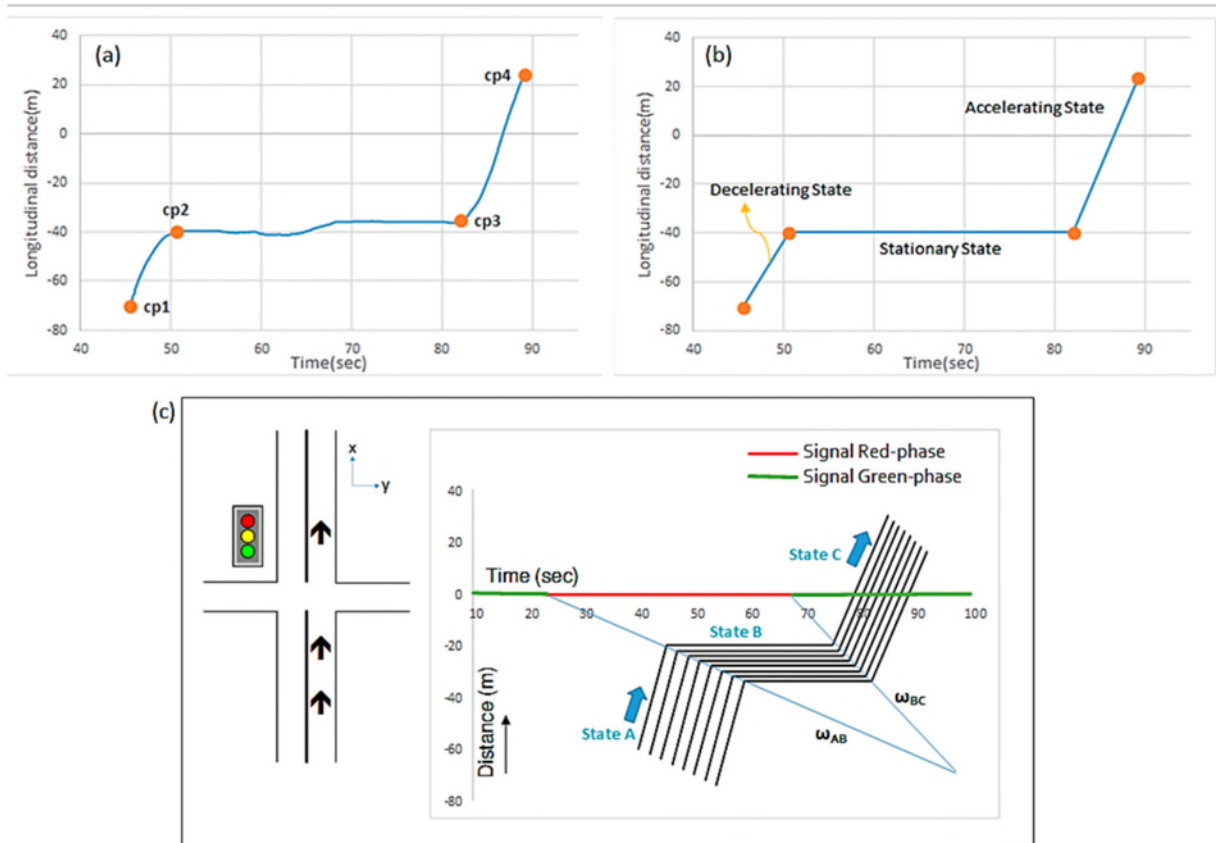 (a)
40
20
0
-20
-40
-60
-80
Longitudinal distance(m)
cp1
cp2
cp3
cp4
40
50
60
70
80
90
Time(sec)
(b)
40
20
0
-20
-40
-60
-80
Longitudinal distance(m)
Accelerating State
Decelerating State
Stationary State
40
50
60
70
80
90
Time(sec)
(c)
x
y
Signal Red-phase
Signal Green-phase
40
20
0
-20
-40
-60
-80
Time (sec)
10
20
30
40
50
60
70
80
90
100
State C
State B
State A
Distance (m)
ωBC
ωAB